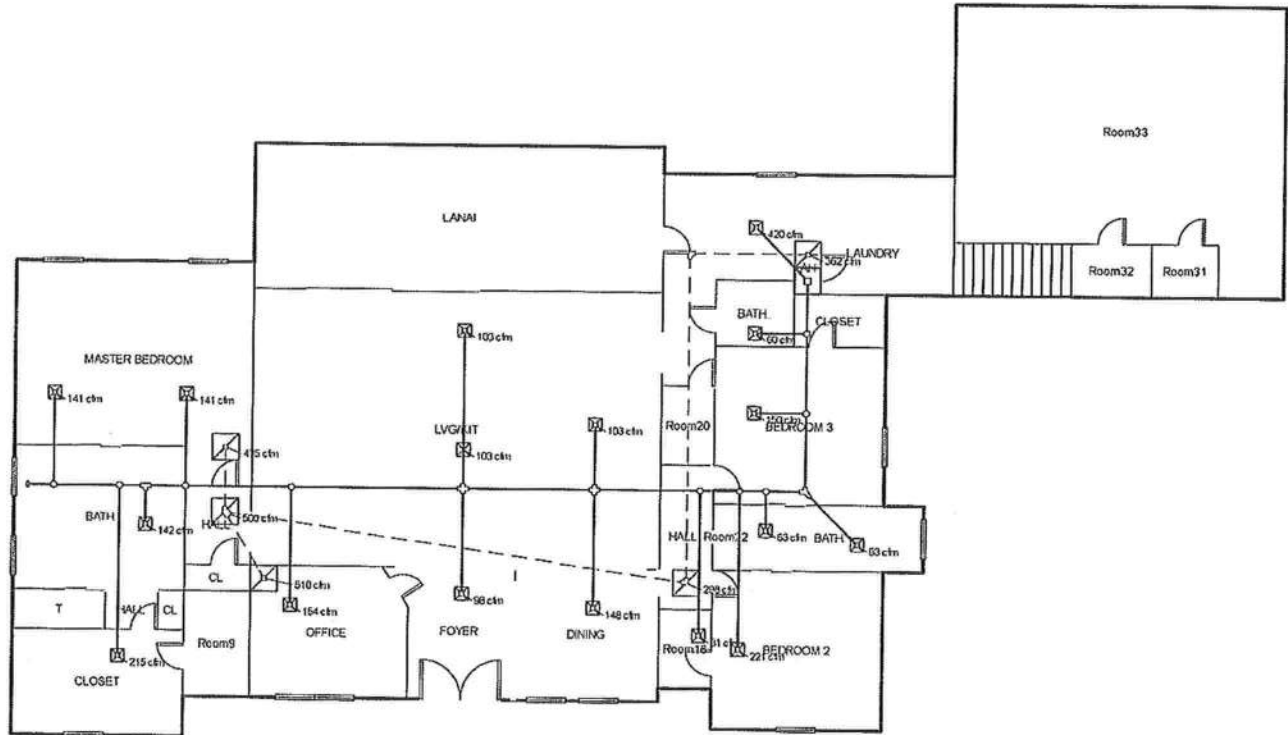 Room33
LANAI
420 cfm
LAUNDRY
362 cfm
AH
Room32
Room31
BATH
60 cfm
CLOSET
103 cfm
MASTER BEDROOM
141 cfm
141 cfm
LVG/KIT
103 cfm
103 cfm
Room20
150 cfm
BEDROOM 3
475 cfm
BATH
142 cfm
HALL
500 cfm
HALL
Room22
63 cfm
BATH
63 cfm
CL
510 cfm
154 cfm
OFFICE
98 cfm
FOYER
148 cfm
DINING
T
HALL
CL
Room9
Room18
BEDROOM 2
215 cfm
CLOSET